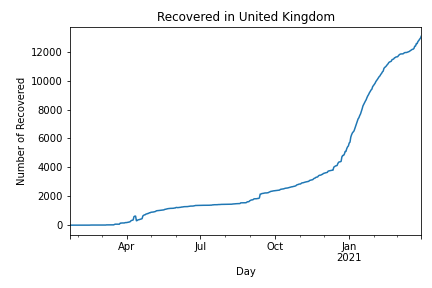 Recovered in United Kingdom
Number of Recovered
12000
10000
8000
6000
4000
2000
0
Apr
Jul
Oct
Jan
2021
Day